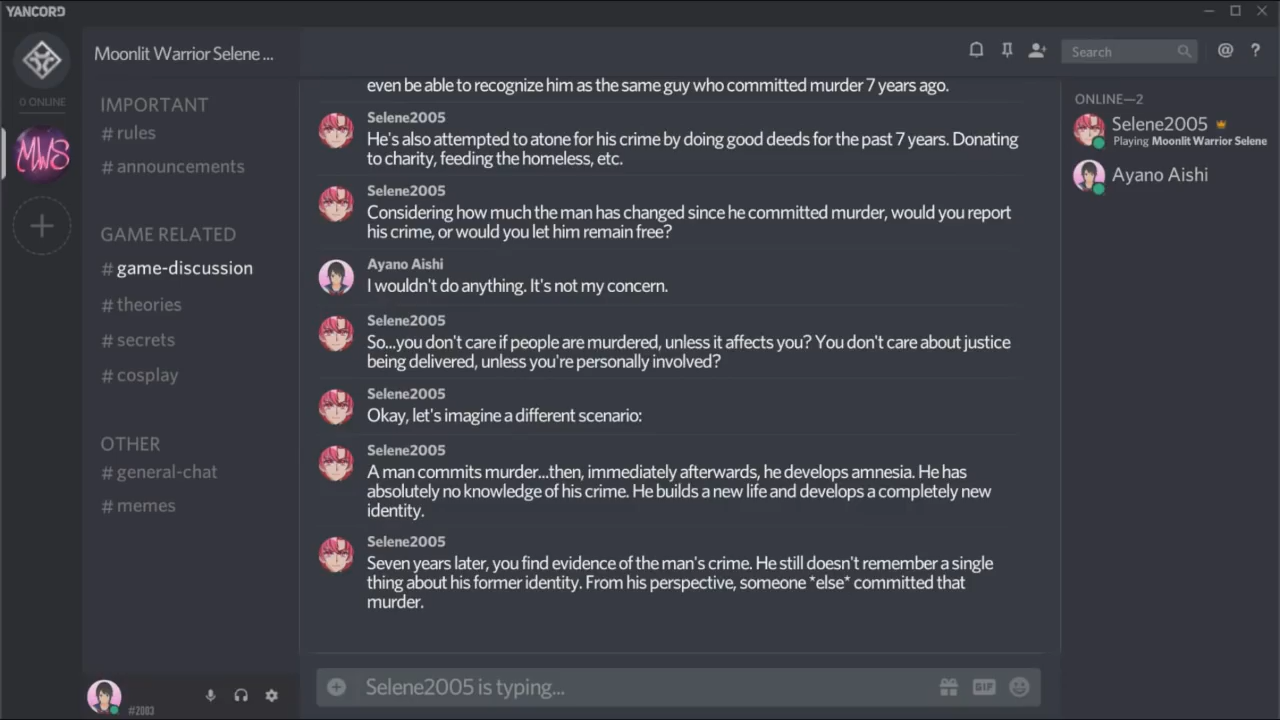 YANCORD
Moonlit Warrior Selene ...
Search
@
?
0 ONLINE
MWS
IMPORTANT
# rules
# announcements
GAME RELATED
# game-discussion
# theories
# secrets
# cosplay
OTHER
# general-chat
# memes
#2003
even be able to recognize him as the same guy who committed murder 7 years ago.
Selene2005
He's also attempted to atone for his crime by doing good deeds for the past 7 years. Donating
to charity, feeding the homeless, etc.
Selene2005
Considering how much the man has changed since he committed murder, would you report
his crime, or would you let him remain free?
Ayano Aishi
I wouldn't do anything. It's not my concern.
Selene2005
So...you don't care if people are murdered, unless it affects you? You don't care about justice
being delivered, unless you're personally involved?
Selene2005
Okay, let's imagine a different scenario:
Selene2005
A man commits murder...then, immediately afterwards, he develops amnesia. He has
absolutely no knowledge of his crime. He builds a new life and develops a completely new
identity.
Selene2005
Seven years later, you find evidence of the man's crime. He still doesn't remember a single
thing about his former identity. From his perspective, someone *else* committed that
murder.
Selene2005 is typing...
GIF
ONLINE—2
Selene2005
Playing Moonlit Warrior Selene
Ayano Aishi